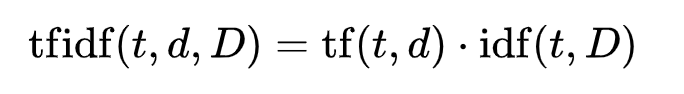 tfidf(t, d, D) = tf(t, d) · idf(t, D)